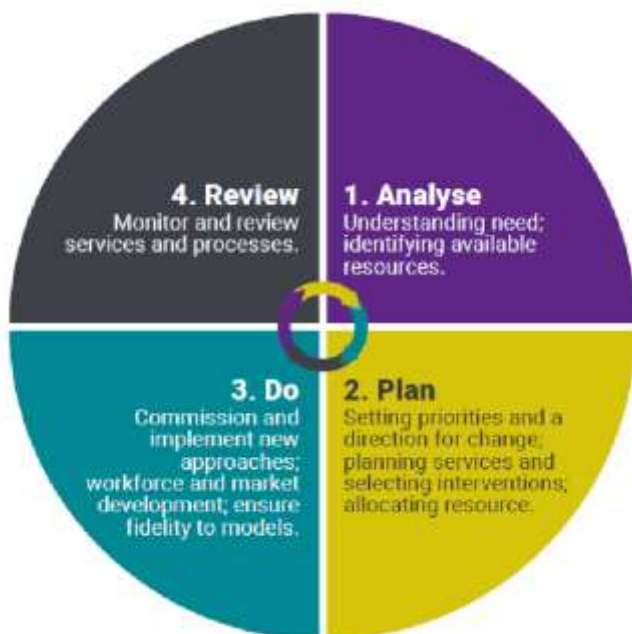 1. Analyse
Understanding need;
identifying available
resources.
2. Plan
Setting priorities and a
direction for change;
planning services and
selecting interventions;
allocating resource.
3. Do
Commission and
implement new
approaches;
workforce and market
development; ensure
fidelity to models.
4. Review
Monitor and review
services and processes.